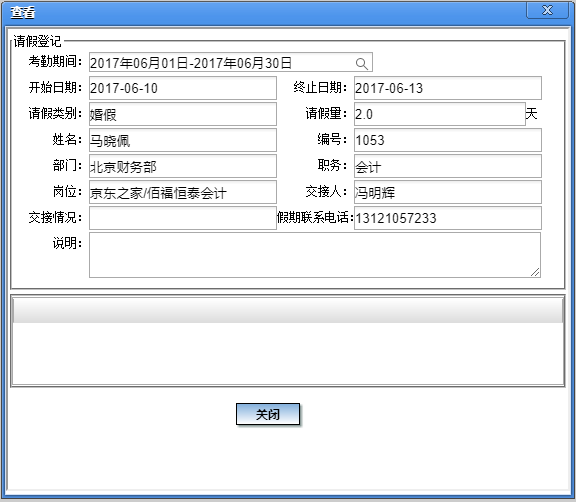 查看
请假登记
考勤期间： 2017年06月01日-2017年06月30日
开始日期： 2017-06-10 终止日期： 2017-06-13
请假类别： 婚假 请假量： 2.0 天
姓名： 马晓佩 编号： 1053
部门： 北京财务部 职务： 会计
岗位： 京东之家/佰福恒泰会计 交接人： 冯明辉
交接情况： 假期联系电话： 13121057233
说明：
关闭